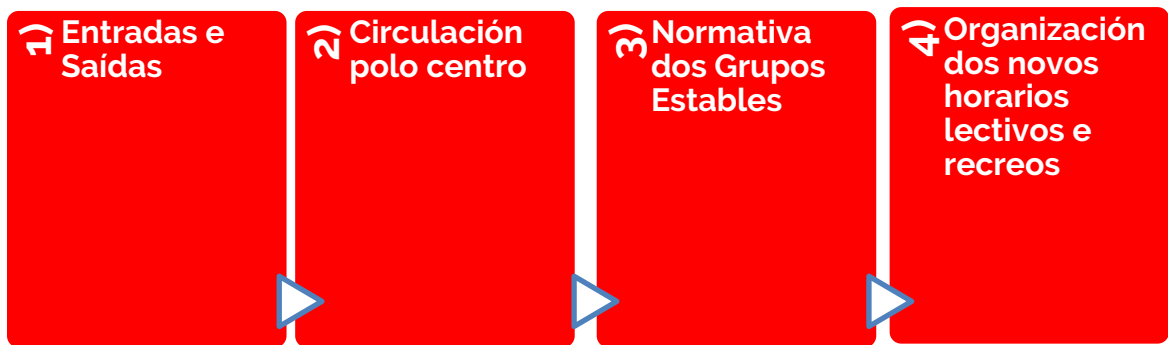 1) Entradas e
Saídas
2) Circulación
polo centro
3) Normativa
dos Grupos
Estables
4) Organización
dos novos
horarios
lectivos e
recreos